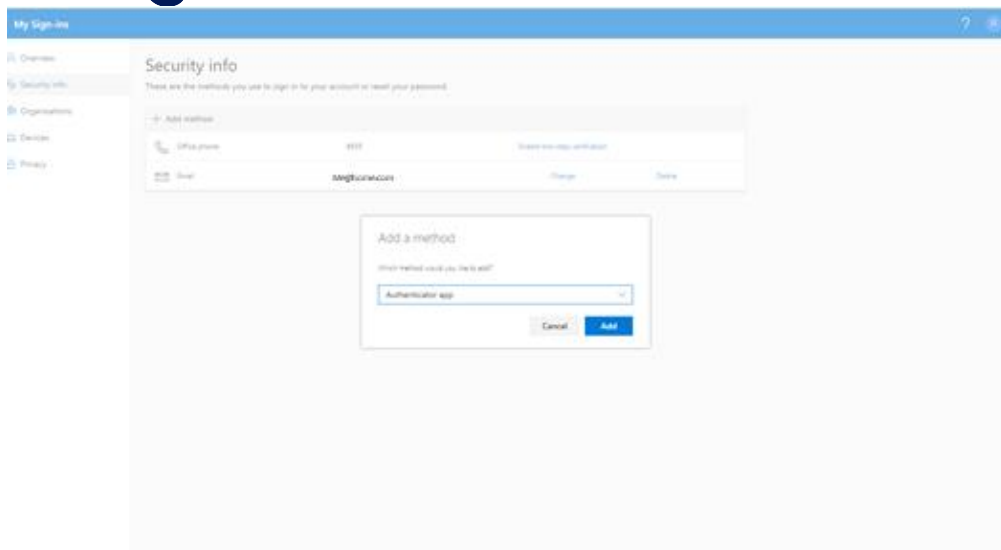 My Sign-ins
?
Overview
Security info
Organisations
Devices
Privacy
Security info
These are the methods you use to sign in to your account or reset your password.
+ Add method
Office phone
Email Change Delete
Add a method
Which method would you like to add?
Authenticator app
Cancel Add